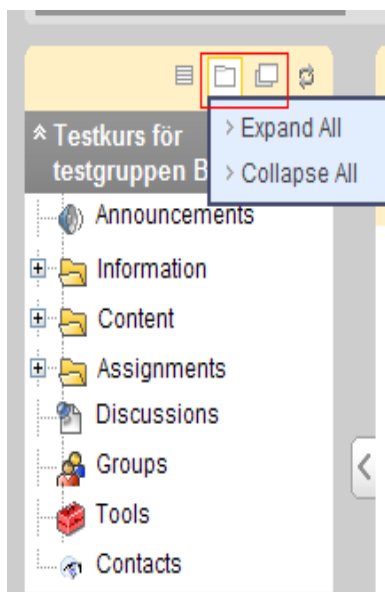 > Expand All
> Collapse All
Testkurs för
testgruppen B
Announcements
Information
Content
Assignments
Discussions
Groups
Tools
Contacts